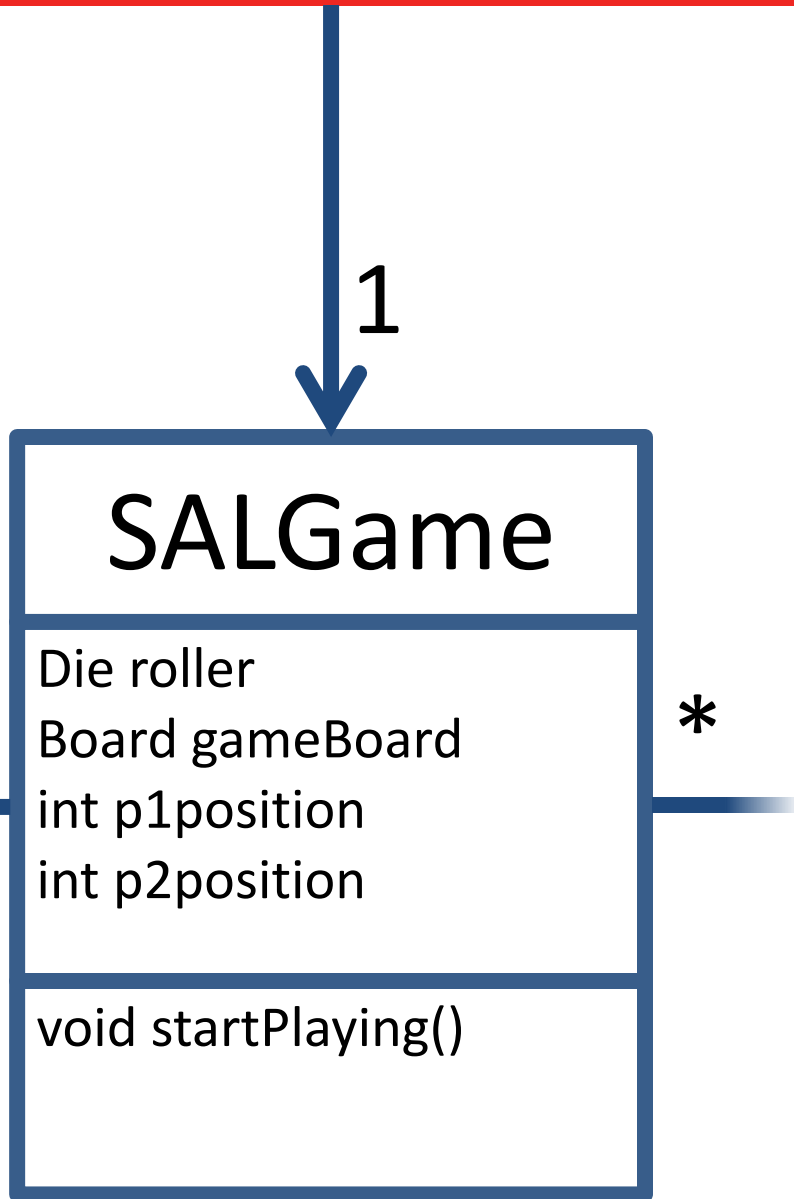 1
SALGame
Die roller
Board gameBoard
*
int p1position
int p2position
void startPlaying()